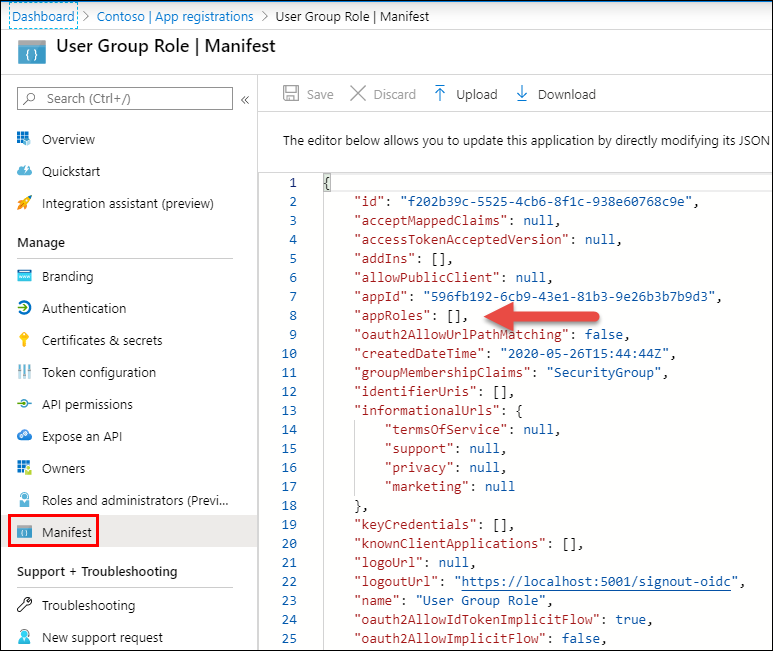 Dashboard > Contoso | App registrations > User Group Role | Manifest
{ } User Group Role | Manifest
Search (Ctrl+/) «
Overview
Quickstart
Integration assistant (preview)
Manage
Branding
Authentication
Certificates & secrets
Token configuration
API permissions
Expose an API
Owners
Roles and administrators (Previ...
Manifest
Support + Troubleshooting
Troubleshooting
New support request
Save Discard Upload Download
The editor below allows you to update this application by directly modifying its JSON
1 {
2 "id": "f202b39c-5525-4cb6-8f1c-938e60768c9e",
3 "acceptMappedClaims": null,
4 "accessTokenAcceptedVersion": null,
5 "addIns": [],
6 "allowPublicClient": null,
7 "appId": "596fb192-6cb9-43e1-81b3-9e26b3b7b9d3",
8 "appRoles": [],
9 "oauth2AllowUrlPathMatching": false,
10 "createdDateTime": "2020-05-26T15:44:44Z",
11 "groupMembershipClaims": "SecurityGroup",
12 "identifierUris": [],
13 "informationalUrls": {
14 "termsOfService": null,
15 "support": null,
16 "privacy": null,
17 "marketing": null
18 },
19 "keyCredentials": [],
20 "knownClientApplications": [],
21 "logoUrl": null,
22 "logoutUrl": "https://localhost:5001/signout-oidc",
23 "name": "User Group Role",
24 "oauth2AllowIdTokenImplicitFlow": true,
25 "oauth2AllowImplicitFlow": false,